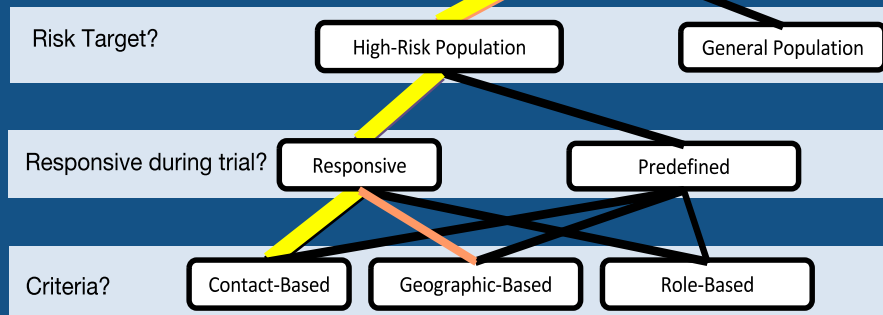 Risk Target?
High-Risk Population
General Population
Responsive during trial?
Responsive
Predefined
Criteria?
Contact-Based
Geographic-Based
Role-Based